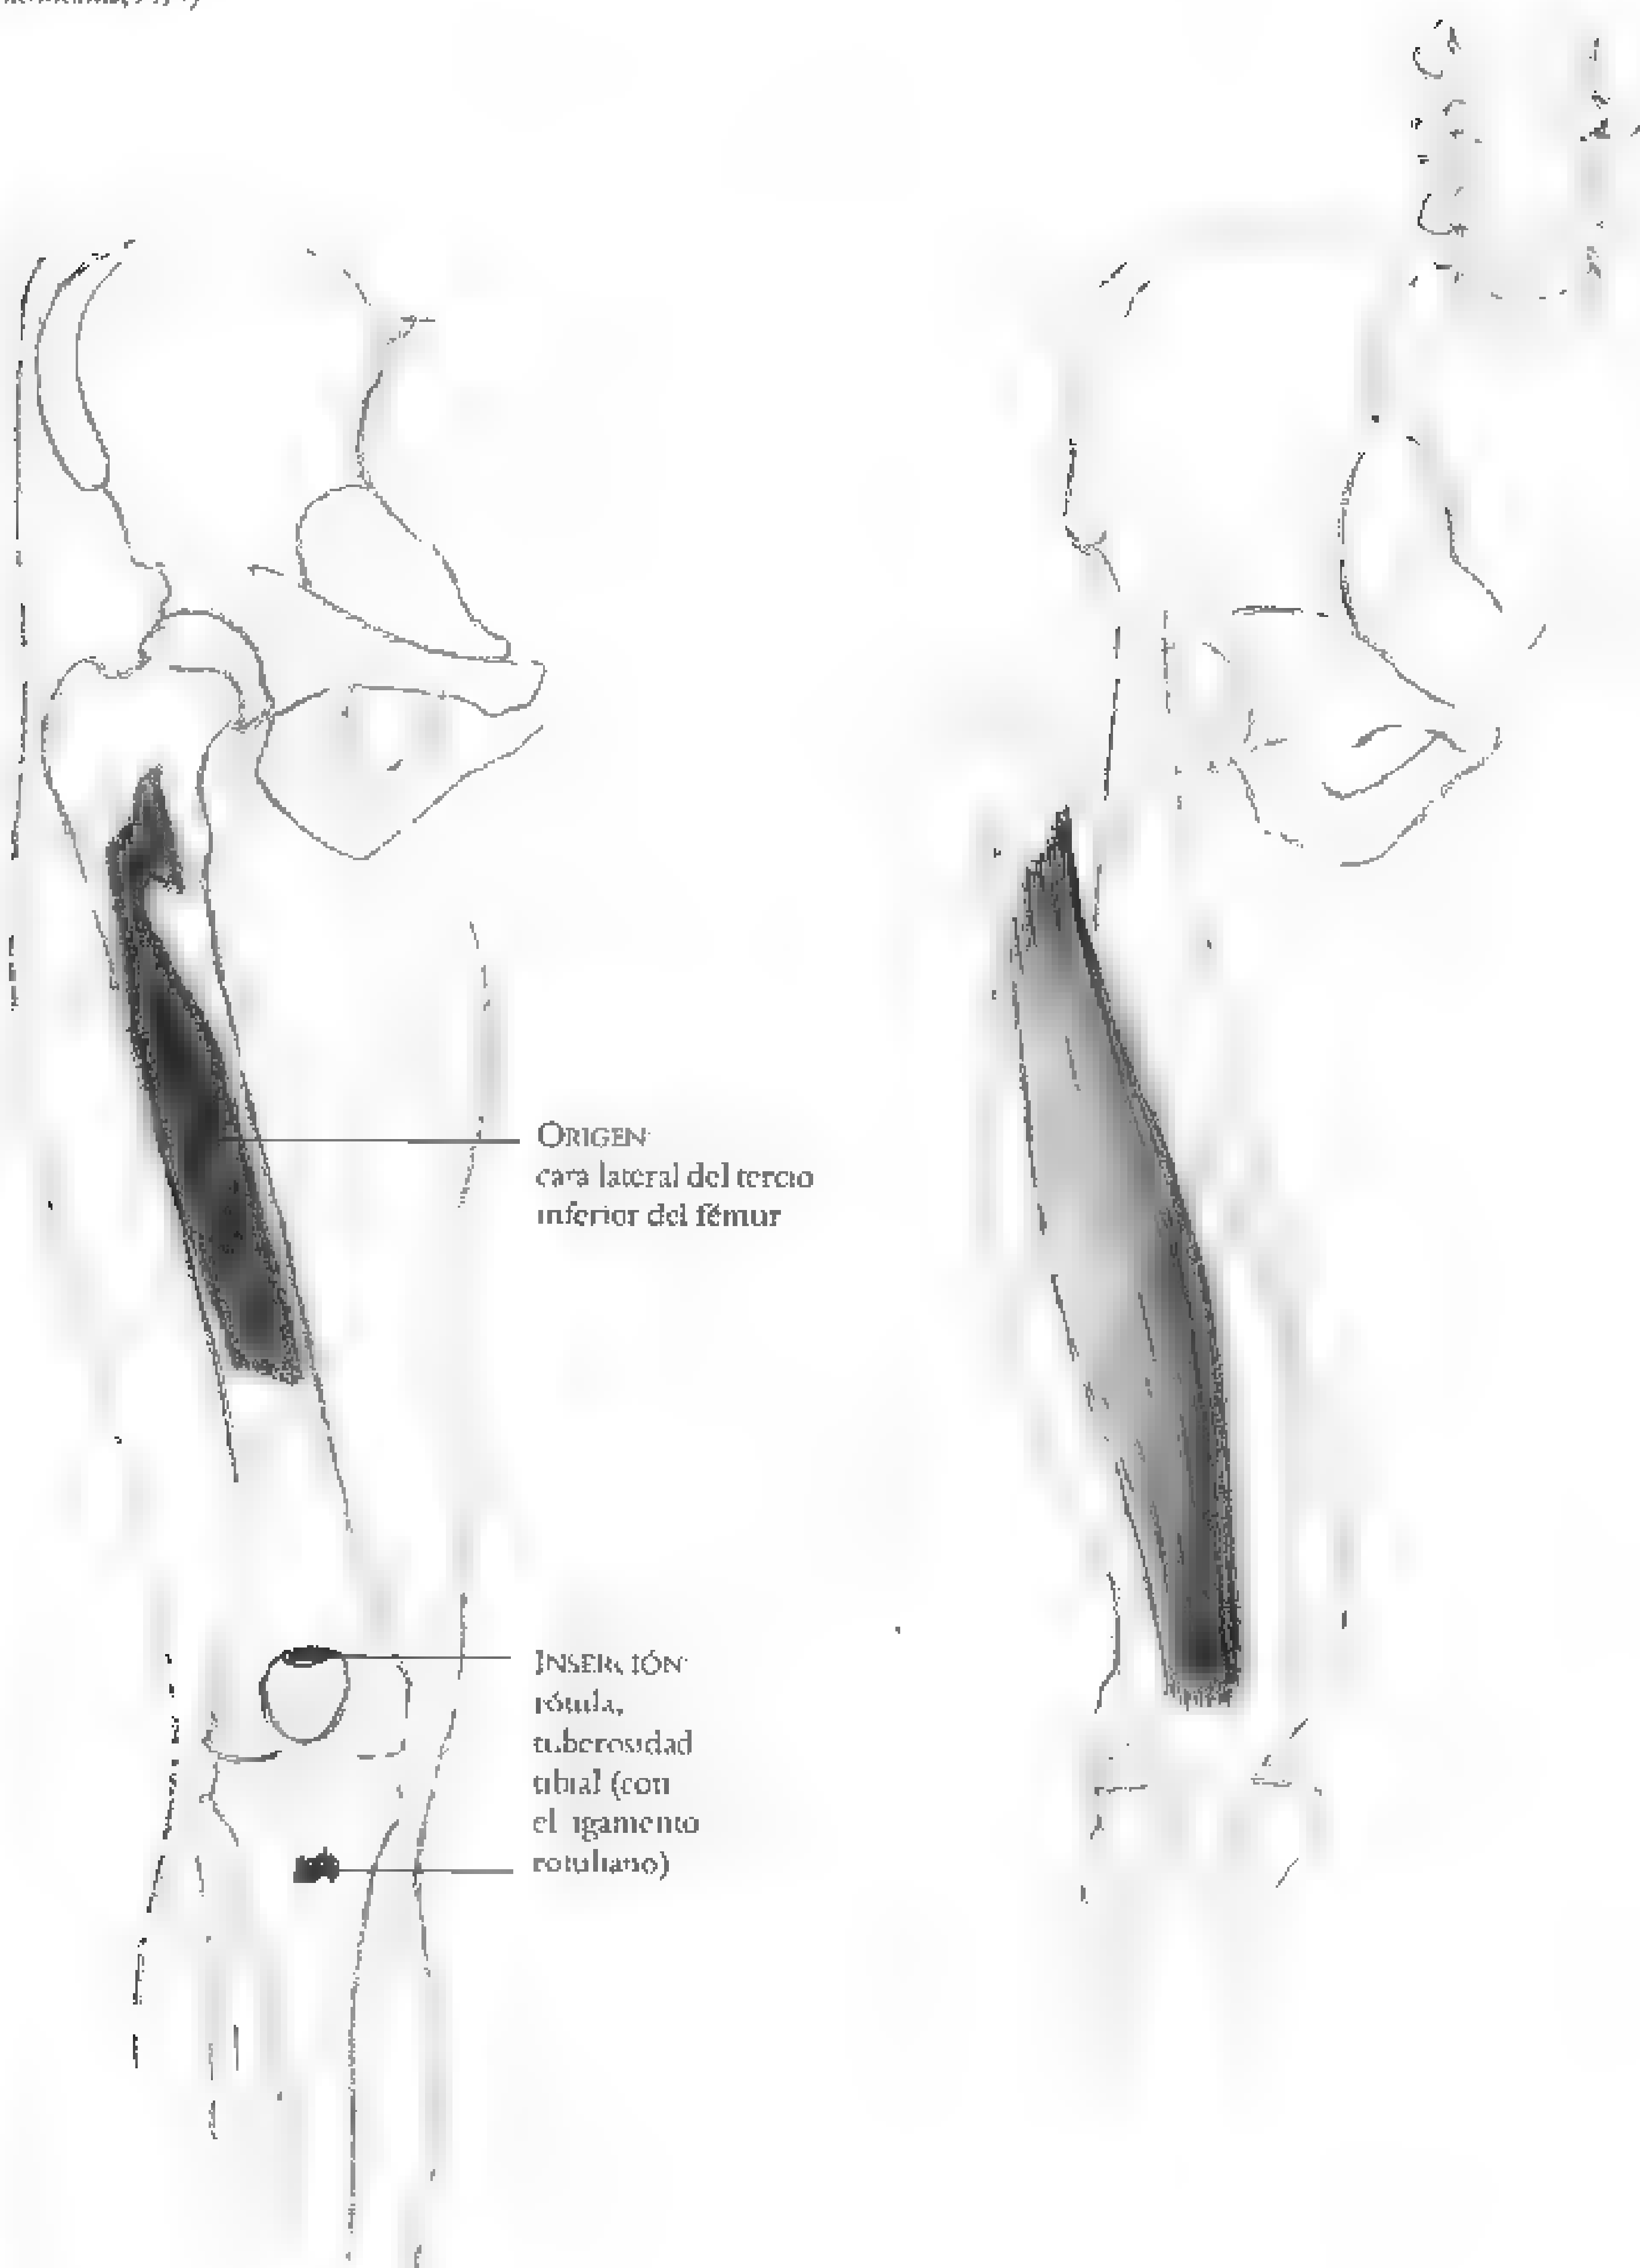 ORIGEN:
cara lateral del tercio
inferior del fémur
INSERCIÓN:
rótula,
tuberosidad
tibial (con
el ligamento
rotuliano)